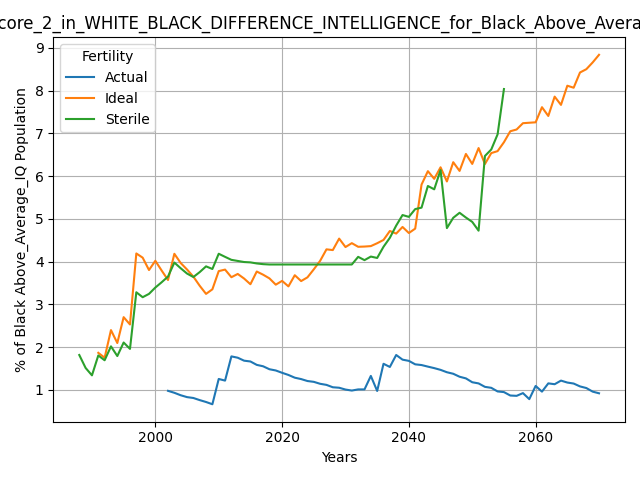 core_2_in_WHITE_BLACK_DIFFERENCE_INTELLIGENCE_for_Black_Above_Avera
% of Black Above_Average_IQ Population
9
8
7
6
5
4
3
2
1
Fertility
Actual
Ideal
Sterile
2000
2020
2040
2060
Years